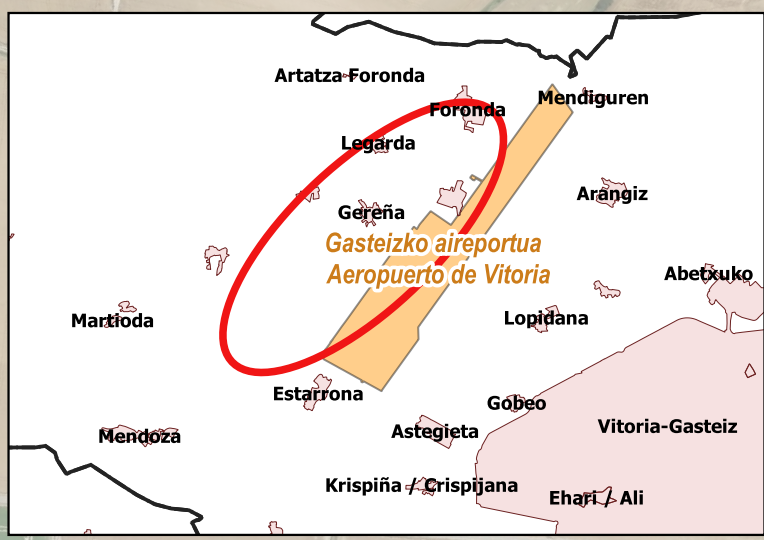 Artatza Foronda
Foronda
Mendiguren
Legarda
Arangiz
Gereña
Gasteizko aireportua
Aeropuerto de Vitoria
Abetxuko
Martioda
Lopidana
Estarrona
Gobeo
Mendoza
Astegieta
Vitoria-Gasteiz
Krispiña / Crispijana
Ehari / Ali